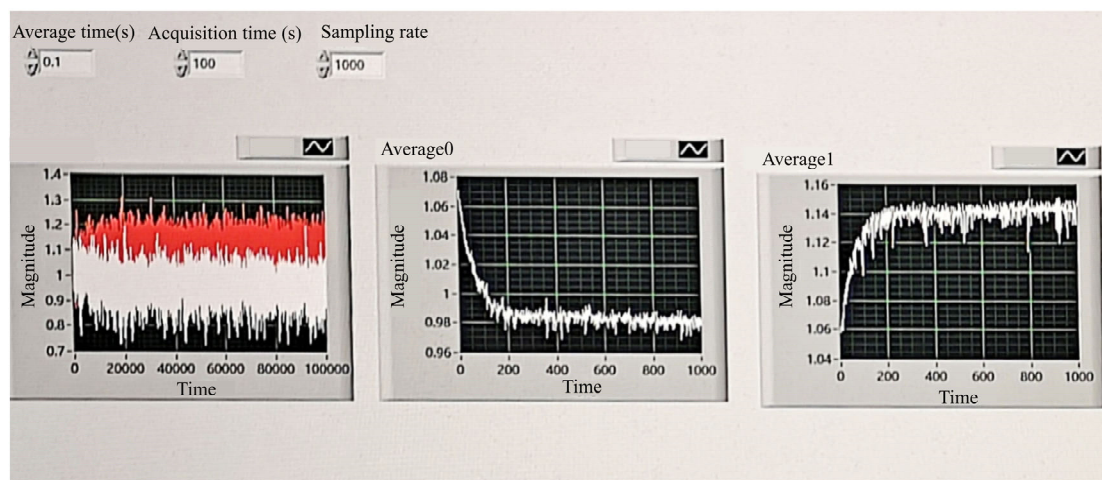 Average time(s) Acquisition time (s) Sampling rate
0.1 100 1000
Average0
Average1
1.4
1.3
1.2
1.1
1
0.9
0.8
0.7
Magnitude
0 20000 40000 60000 80000 100000
Time
1.08
1.06
1.04
1.02
1
0.98
0.96
Magnitude
0 200 400 600 800 1000
Time
1.16
1.14
1.12
1.1
1.08
1.06
1.04
Magnitude
0 200 400 600 800 1000
Time